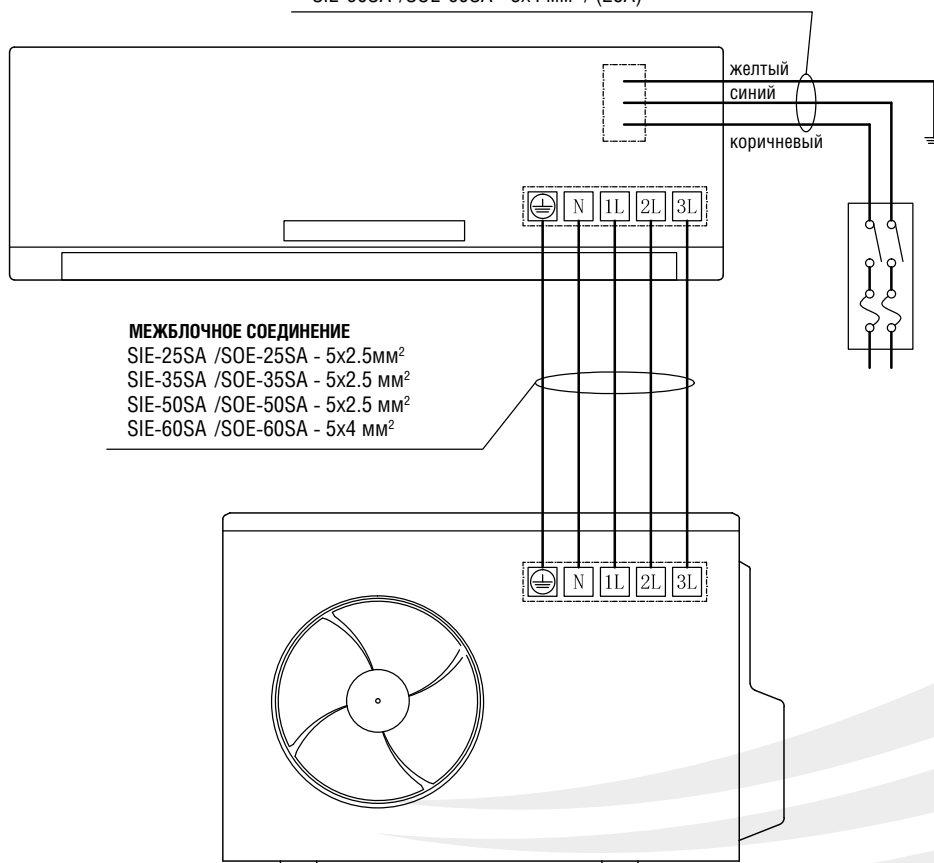 желтый
синий
коричневый
N 1L 2L 3L
МЕЖБЛОЧНОЕ СОЕДИНЕНИЕ
SIE-25SA /SOE-25SA - 5x2.5мм²
SIE-35SA /SOE-35SA - 5x2.5 мм²
SIE-50SA /SOE-50SA - 5x2.5 мм²
SIE-60SA /SOE-60SA - 5x4 мм²
N 1L 2L 3L